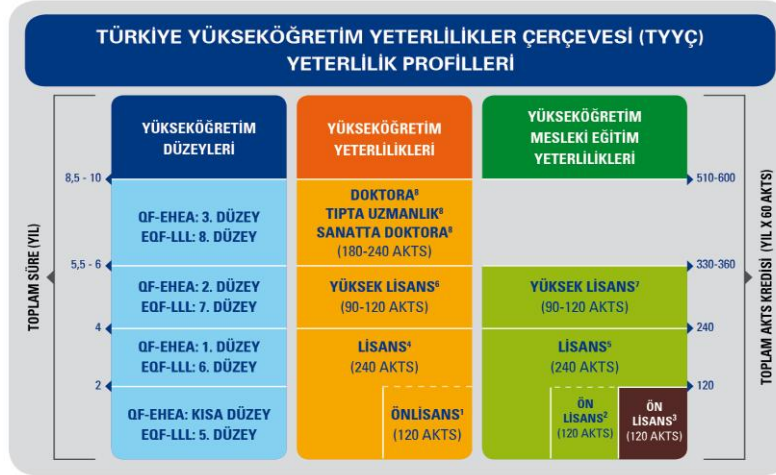 TÜRKİYE YÜKSEKÖĞRETİM YETERLİLİKLER ÇERÇEVESİ (TYYÇ)
YETERLİLİK PROFİLLERİ
TOPLAM SÜRE (YIL)
8,5 - 10
5,5 - 6
4
2
YÜKSEKÖĞRETİM
DÜZEYLERİ
QF-EHEA: 3. DÜZEY
EQF-LLL: 8. DÜZEY
QF-EHEA: 2. DÜZEY
EQF-LLL: 7. DÜZEY
QF-EHEA: 1. DÜZEY
EQF-LLL: 6. DÜZEY
QF-EHEA: KISA DÜZEY
EQF-LLL: 5. DÜZEY
YÜKSEKÖĞRETİM
YETERLİLİKLERİ
DOKTORA⁸
TIPTA UZMANLIK⁸
SANATTA DOKTORA⁸
(180-240 AKTS)
YÜKSEK LİSANS⁶
(90-120 AKTS)
LİSANS⁴
(240 AKTS)
ÖNLİSANS¹
(120 AKTS)
YÜKSEKÖĞRETİM
MESLEKİ EĞİTİM
YETERLİLİKLERİ
YÜKSEK LİSANS⁷
(90-120 AKTS)
LİSANS⁵
(240 AKTS)
ÖN
LİSANS²
(120 AKTS)
ÖN
LİSANS³
(120 AKTS)
510-600
330-360
240
120
TOPLAM AKTS KREDİSİ (YIL X 60 AKTS)